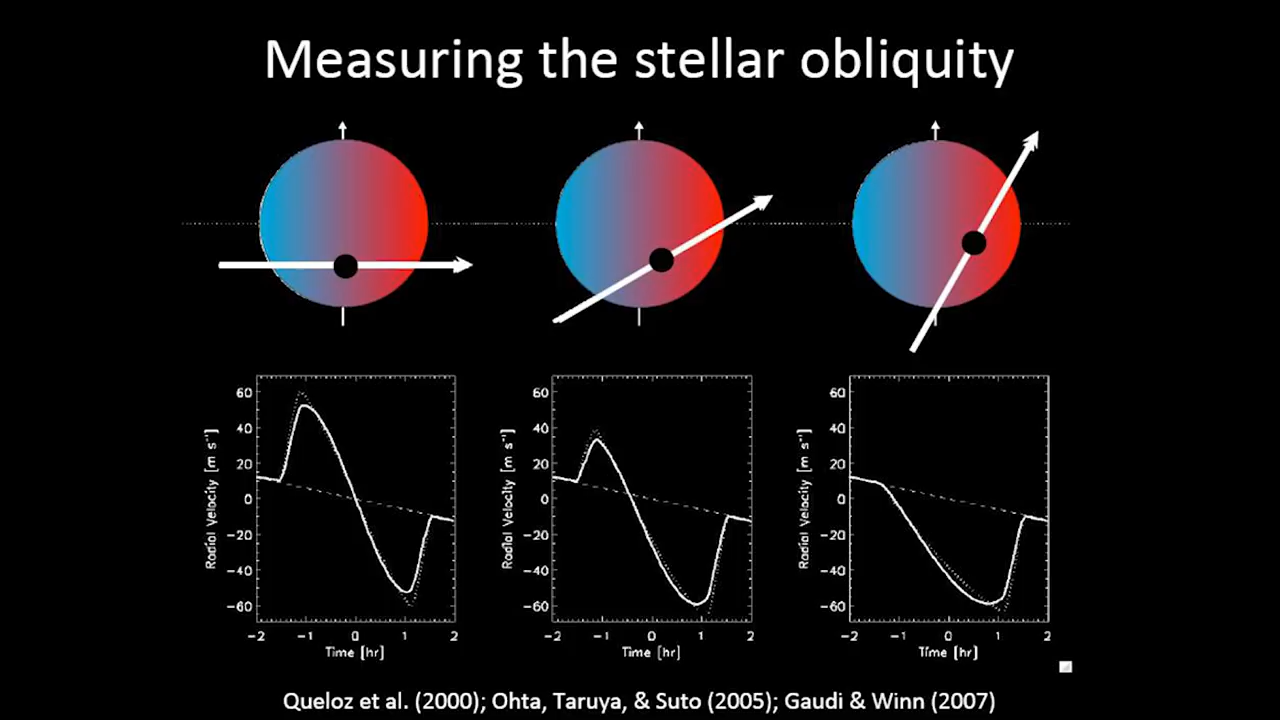 Measuring the stellar obliquity
60
40
20
0
−20
−40
−60
Radial Velocity [m s⁻¹]
−2 −1 0 1 2
Time [hr]
60
40
20
0
−20
−40
−60
Radial Velocity [m s⁻¹]
−2 −1 0 1 2
Time [hr]
60
40
20
0
−20
−40
−60
Radial Velocity [m s⁻¹]
−2 −1 0 1 2
Time [hr]
Queloz et al. (2000); Ohta, Taruya, & Suto (2005); Gaudi & Winn (2007)